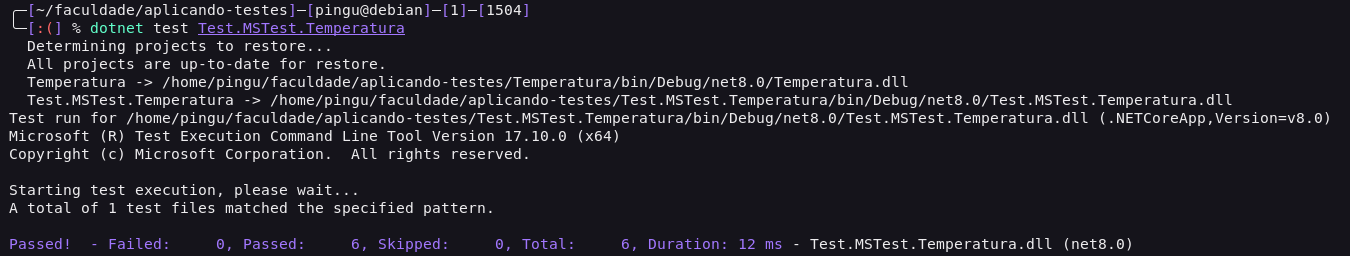 ╭─[~/faculdade/aplicando-testes]─[pingu@debian]─[1]─[1504]
╰─[:(] % dotnet test Test.MSTest.Temperatura
  Determining projects to restore...
  All projects are up-to-date for restore.
  Temperatura -> /home/pingu/faculdade/aplicando-testes/Temperatura/bin/Debug/net8.0/Temperatura.dll
  Test.MSTest.Temperatura -> /home/pingu/faculdade/aplicando-testes/Test.MSTest.Temperatura/bin/Debug/net8.0/Test.MSTest.Temperatura.dll
Test run for /home/pingu/faculdade/aplicando-testes/Test.MSTest.Temperatura/bin/Debug/net8.0/Test.MSTest.Temperatura.dll (.NETCoreApp,Version=v8.0)
Microsoft (R) Test Execution Command Line Tool Version 17.10.0 (x64)
Copyright (c) Microsoft Corporation.  All rights reserved.

Starting test execution, please wait...
A total of 1 test files matched the specified pattern.

Passed!  - Failed:     0, Passed:     6, Skipped:     0, Total:     6, Duration: 12 ms - Test.MSTest.Temperatura.dll (net8.0)